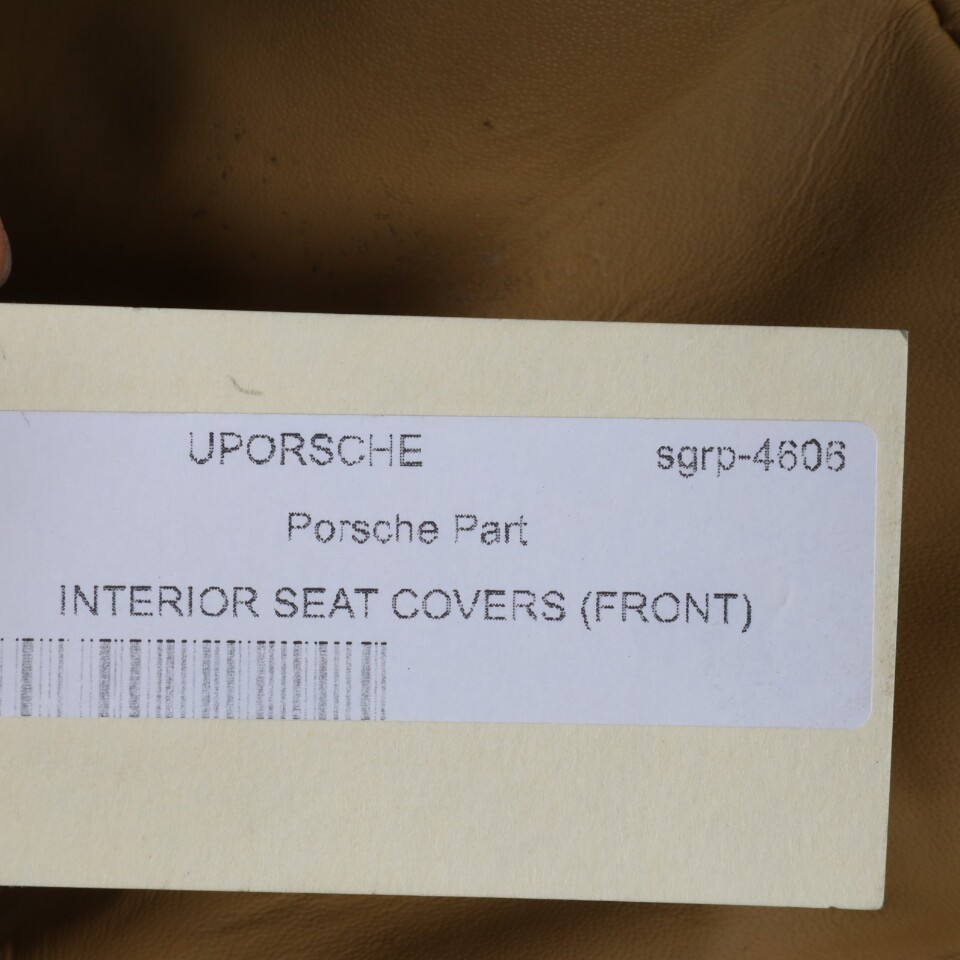 UPORSCHE sgrp-4606
Porsche Part
INTERIOR SEAT COVERS (FRONT)